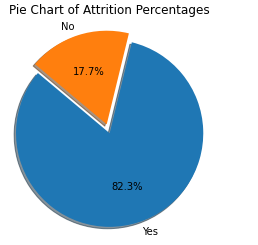 Pie Chart of Attrition Percentages
No
17.7%
82.3%
Yes